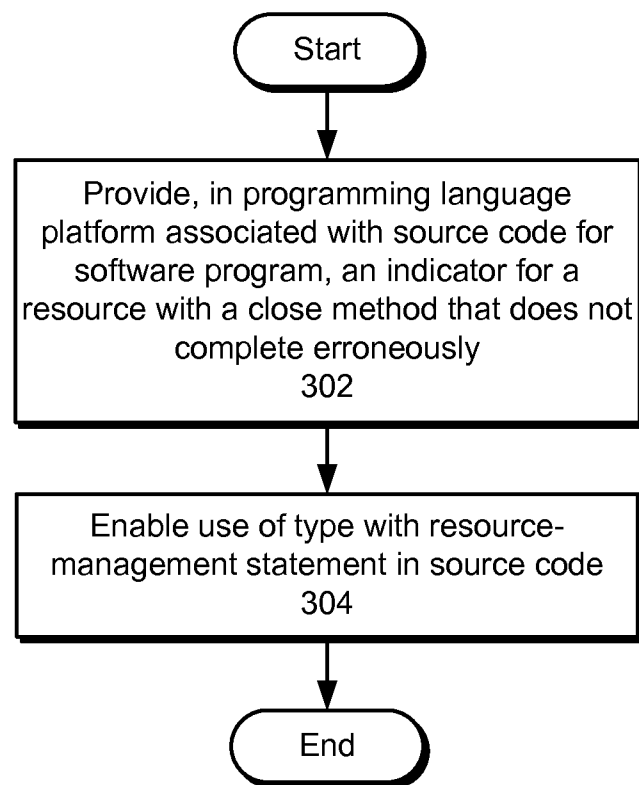 Start
Provide, in programming language
platform associated with source code for
software program, an indicator for a
resource with a close method that does not
complete erroneously
302
Enable use of type with resource-
management statement in source code
304
End